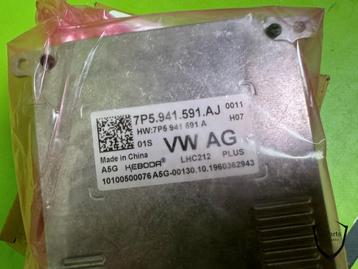 7P5.941.591.AJ 0011
HW:7P5 941 591 A H07
01S VW AG
Made in China LHC212 PLUS
A5G KEBODA
10100500076 A5G-00130.10.1960362943